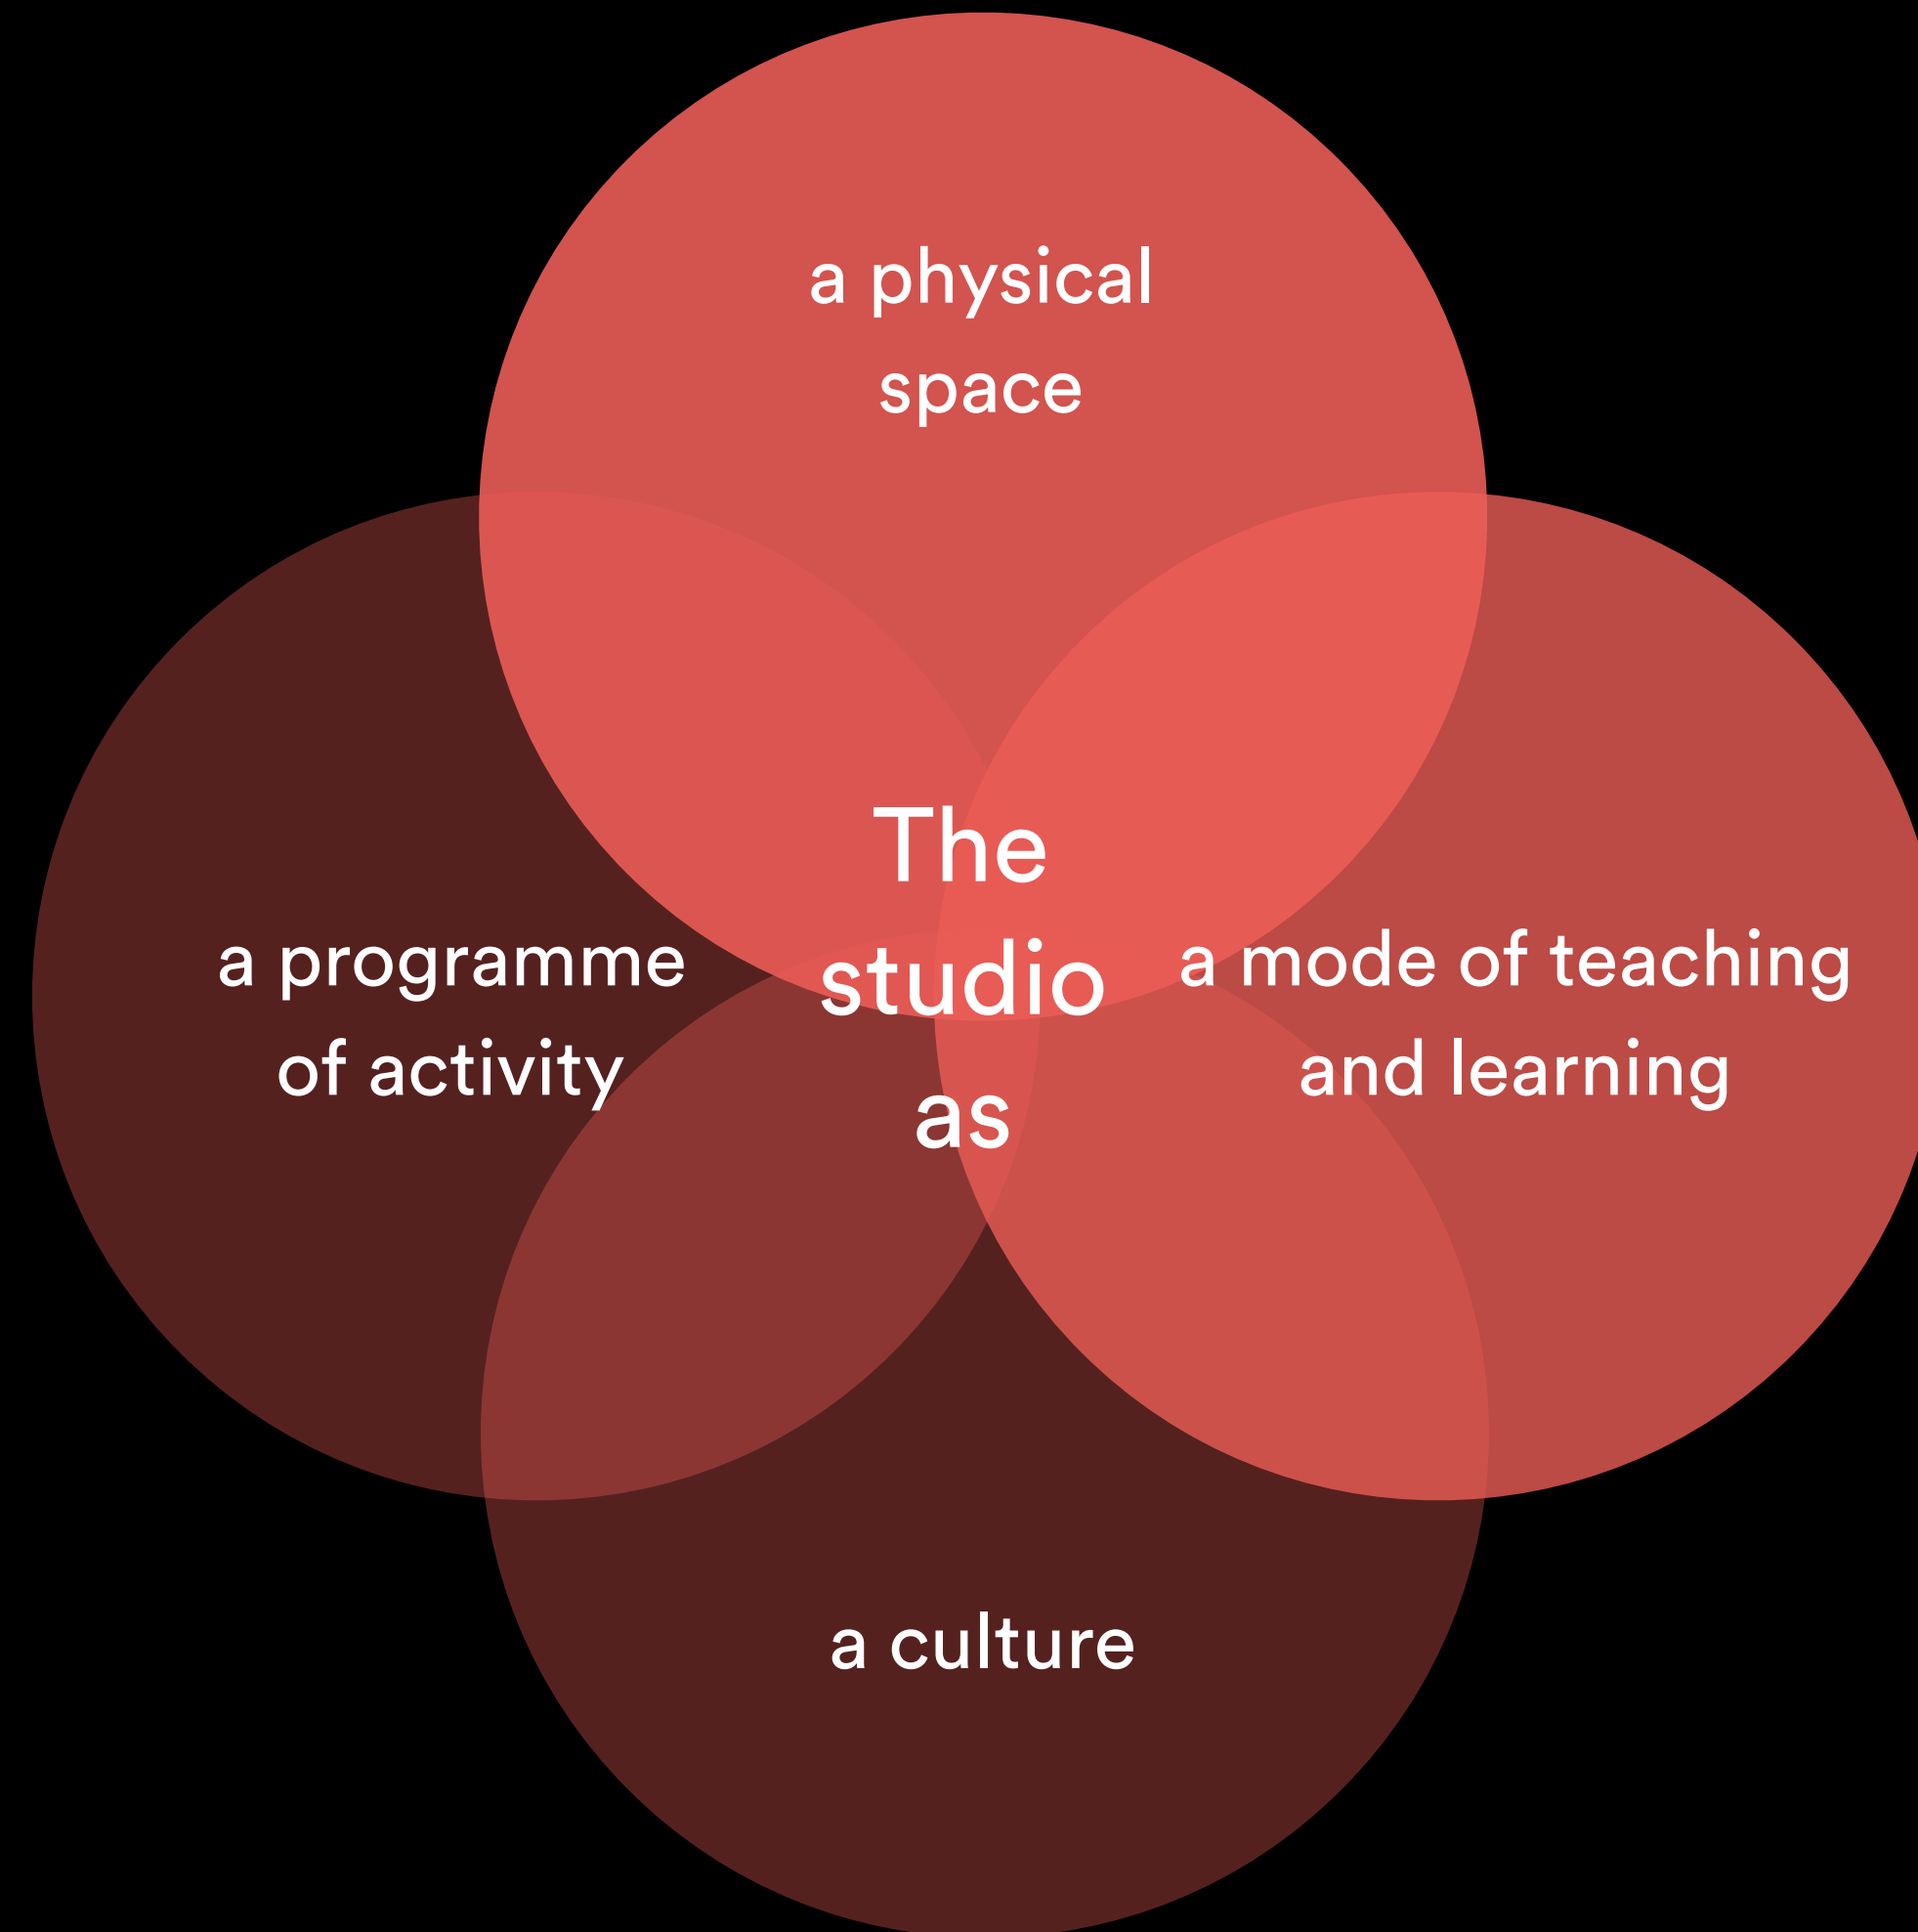 a physical
space
The
studio
as
a programme
of activity
a mode of teaching
and learning
a culture